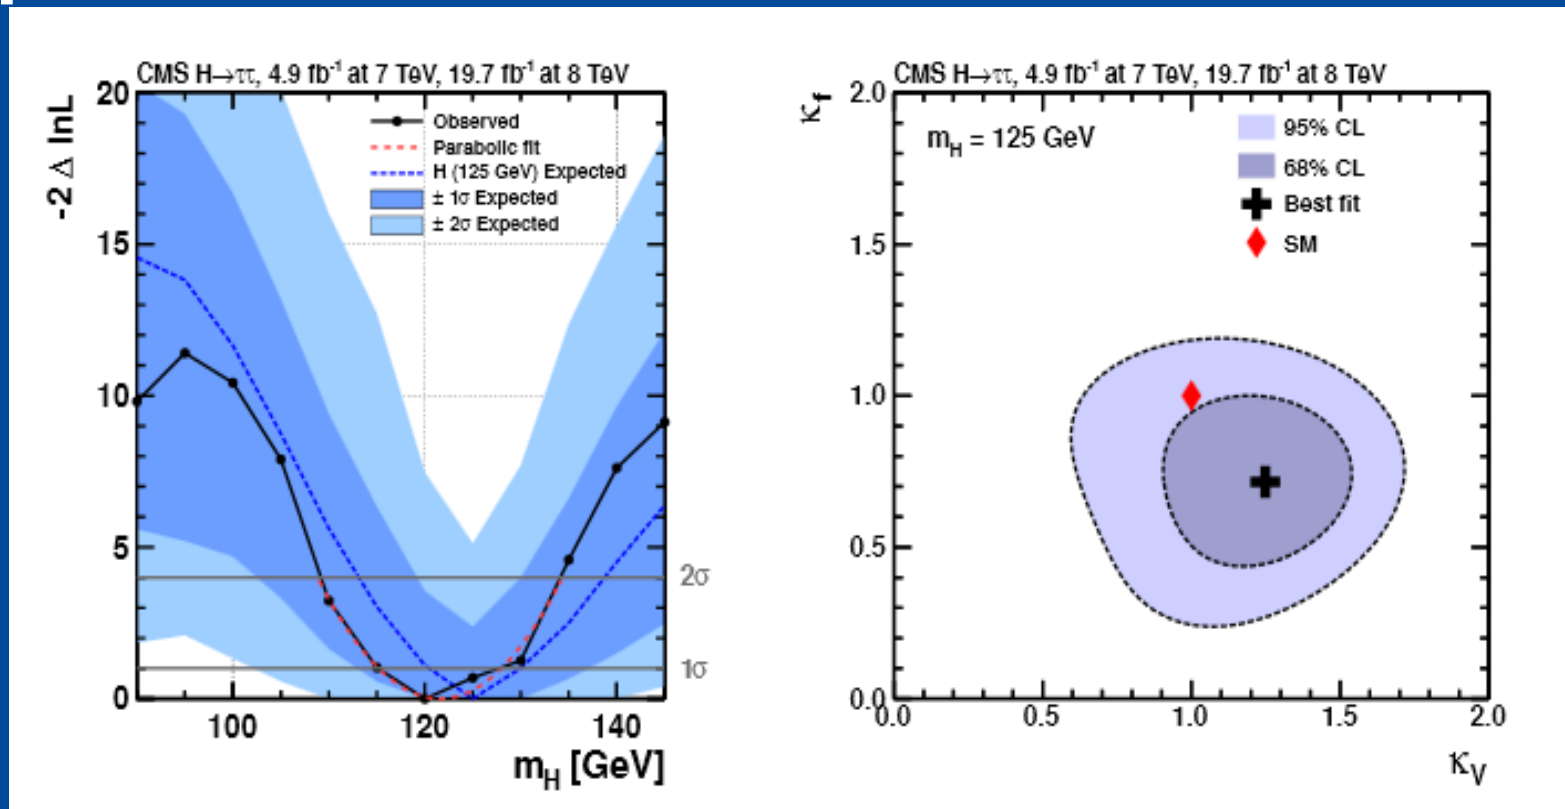 CMS H→ττ, 4.9 fb⁻¹ at 7 TeV, 19.7 fb⁻¹ at 8 TeV
-2 Δ lnL
20
15
10
5
0
Observed
Parabolic fit
H (125 GeV) Expected
± 1σ Expected
± 2σ Expected
2σ
1σ
100 120 140
m_H [GeV]
CMS H→ττ, 4.9 fb⁻¹ at 7 TeV, 19.7 fb⁻¹ at 8 TeV
κ_f
2.0
1.5
1.0
0.5
0.0
m_H = 125 GeV
95% CL
68% CL
Best fit
SM
0.0 0.5 1.0 1.5 2.0
κ_V